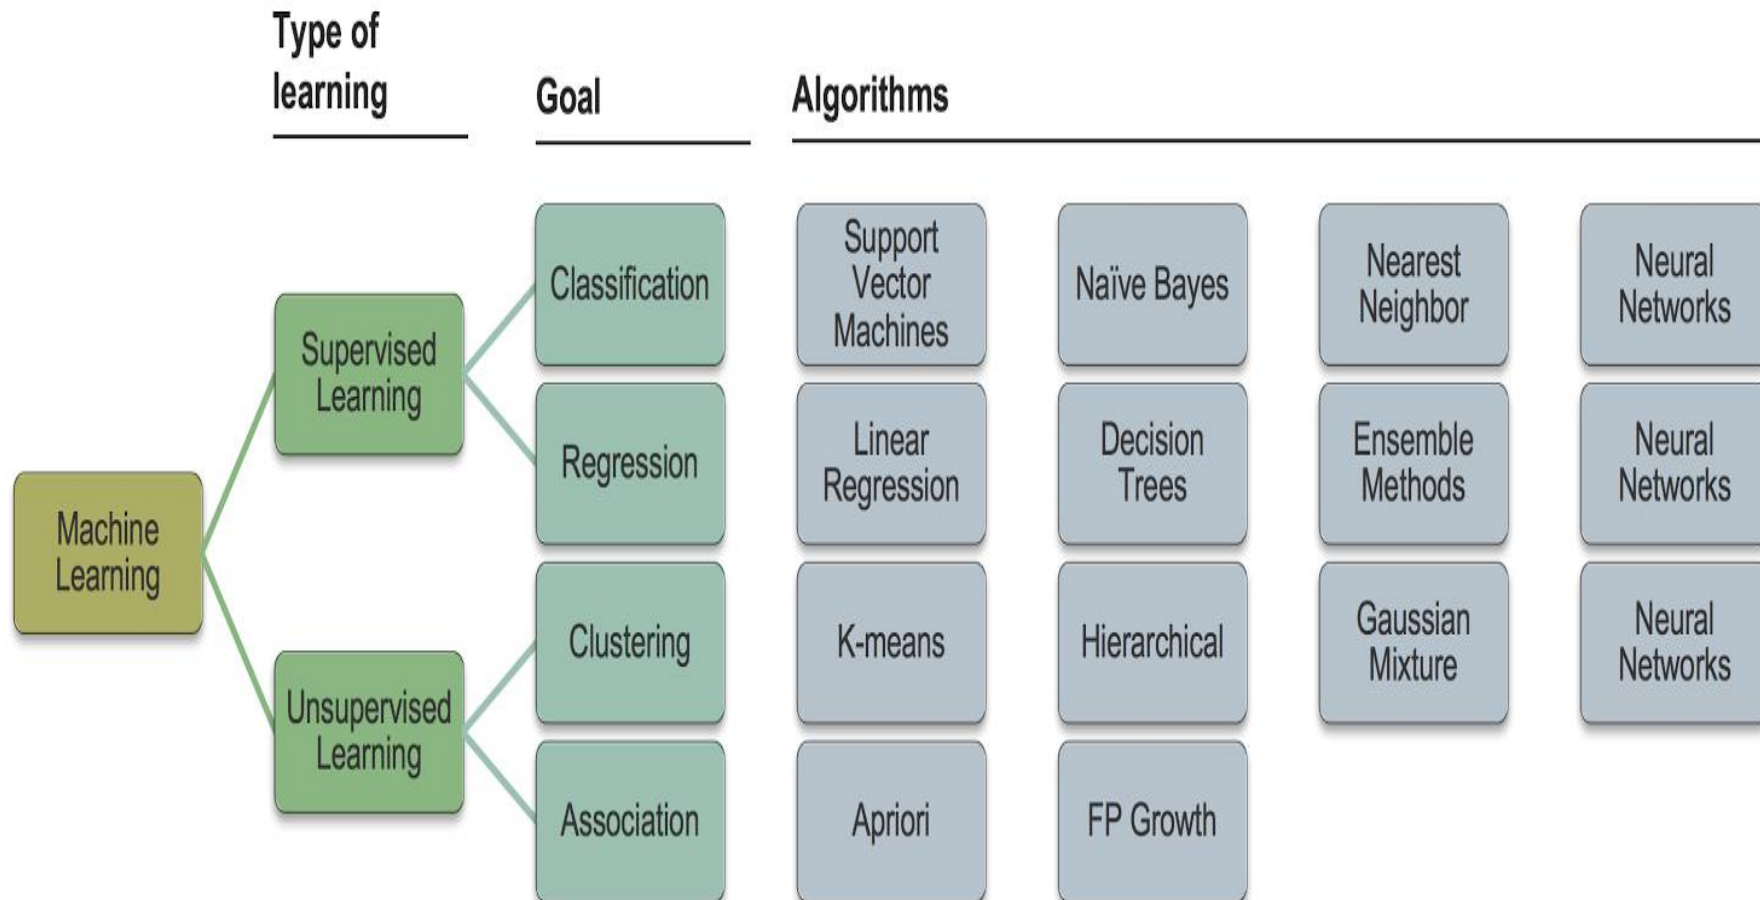 Type of
learning
Goal
Algorithms
Classification
Support
Vector
Machines
Naïve Bayes
Nearest
Neighbor
Neural
Networks
Supervised
Learning
Regression
Linear
Regression
Decision
Trees
Ensemble
Methods
Neural
Networks
Machine
Learning
Clustering
K-means
Hierarchical
Gaussian
Mixture
Neural
Networks
Unsupervised
Learning
Association
Apriori
FP Growth